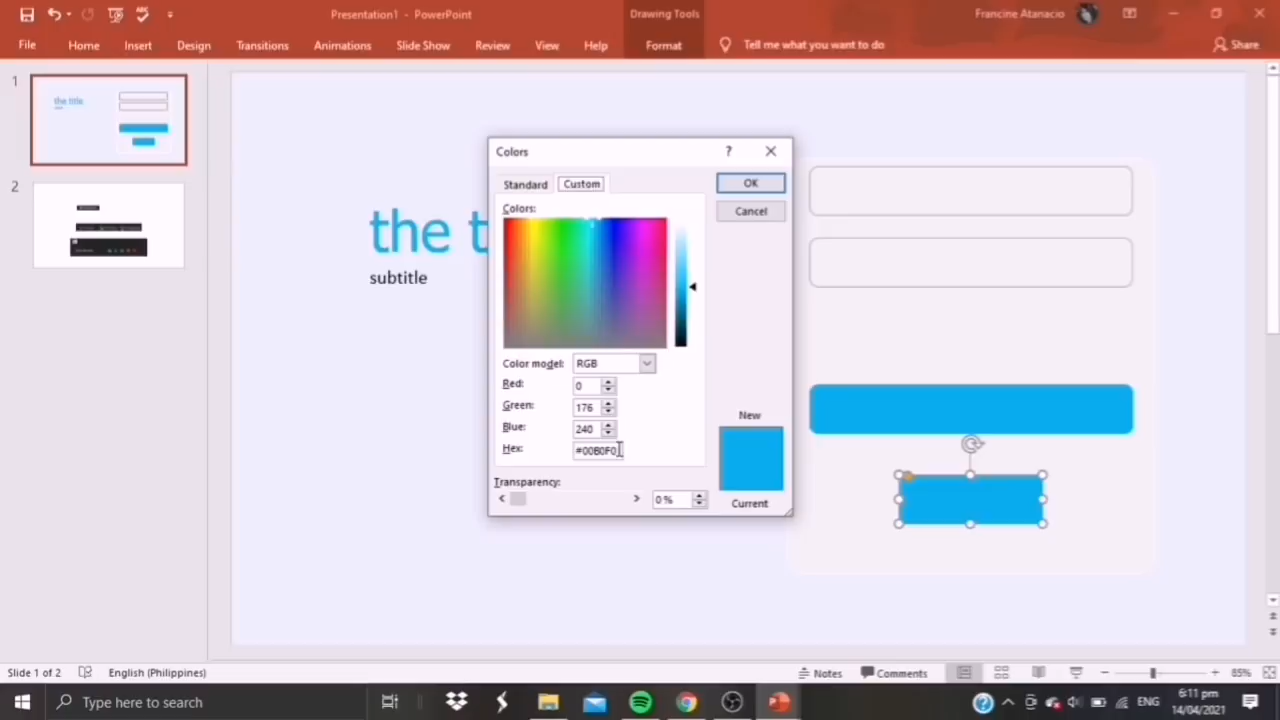 Presentation1 - PowerPoint
Drawing Tools
Francine Atanacio
File
Home
Insert
Design
Transitions
Animations
Slide Show
Review
View
Help
Format
Tell me what you want to do
Share
1
the title
2
the t
subtitle
Colors
?
Standard
Custom
OK
Cancel
Colors:
Color model:
RGB
Red:
0
Green:
176
Blue:
240
Hex:
#00B0F0
Transparency:
0 %
New
Current
Slide 1 of 2
English (Philippines)
Notes
Comments
85%
Type here to search
ENG
6:11 pm
14/04/2021